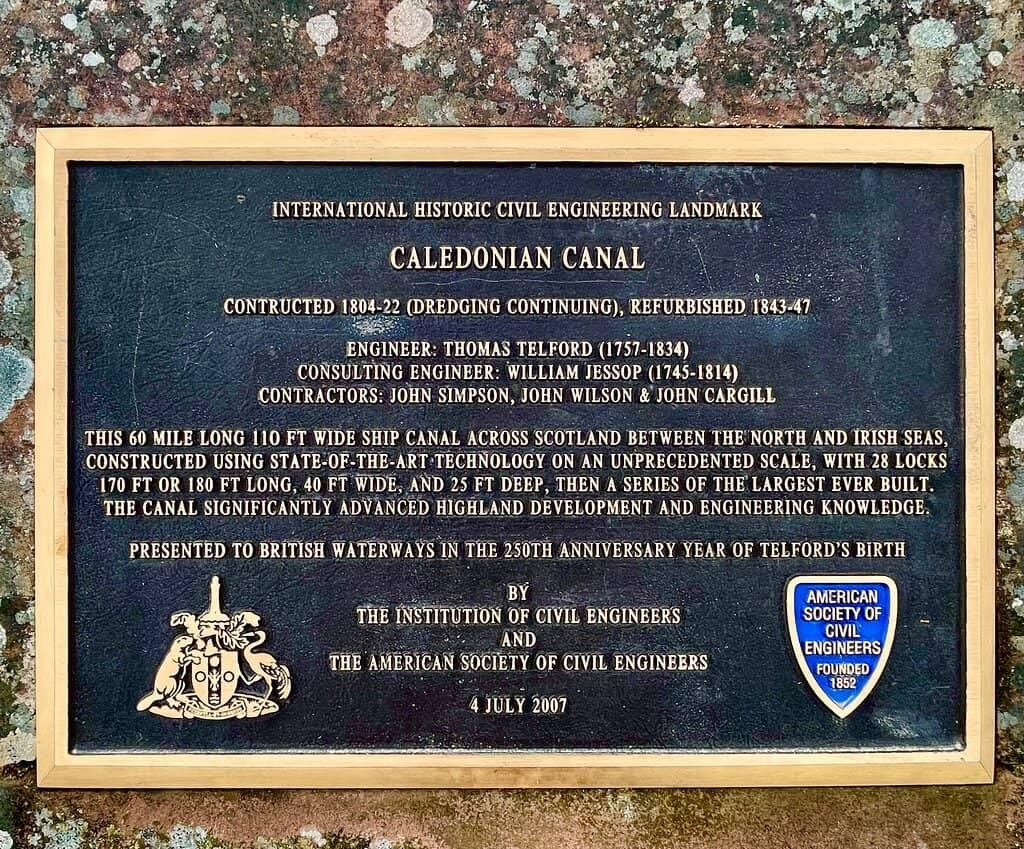 INTERNATIONAL HISTORIC CIVIL ENGINEERING LANDMARK
CALEDONIAN CANAL
CONTRUCTED 1804-22 (DREDGING CONTINUING), REFURBISHED 1843-47
ENGINEER: THOMAS TELFORD (1757-1834)
CONSULTING ENGINEER: WILLIAM JESSOP (1745-1814)
CONTRACTORS: JOHN SIMPSON, JOHN WILSON & JOHN CARGILL
THIS 60 MILE LONG 110 FT WIDE SHIP CANAL ACROSS SCOTLAND BETWEEN THE NORTH AND IRISH SEAS,
CONSTRUCTED USING STATE-OF-THE-ART TECHNOLOGY ON AN UNPRECEDENTED SCALE, WITH 28 LOCKS
170 FT OR 180 FT LONG, 40 FT WIDE, AND 25 FT DEEP, THEN A SERIES OF THE LARGEST EVER BUILT.
THE CANAL SIGNIFICANTLY ADVANCED HIGHLAND DEVELOPMENT AND ENGINEERING KNOWLEDGE.
PRESENTED TO BRITISH WATERWAYS IN THE 250TH ANNIVERSARY YEAR OF TELFORD'S BIRTH
BY
THE INSTITUTION OF CIVIL ENGINEERS
AND
THE AMERICAN SOCIETY OF CIVIL ENGINEERS
4 JULY 2007
AMERICAN
SOCIETY OF
CIVIL
ENGINEERS
FOUNDED
1852